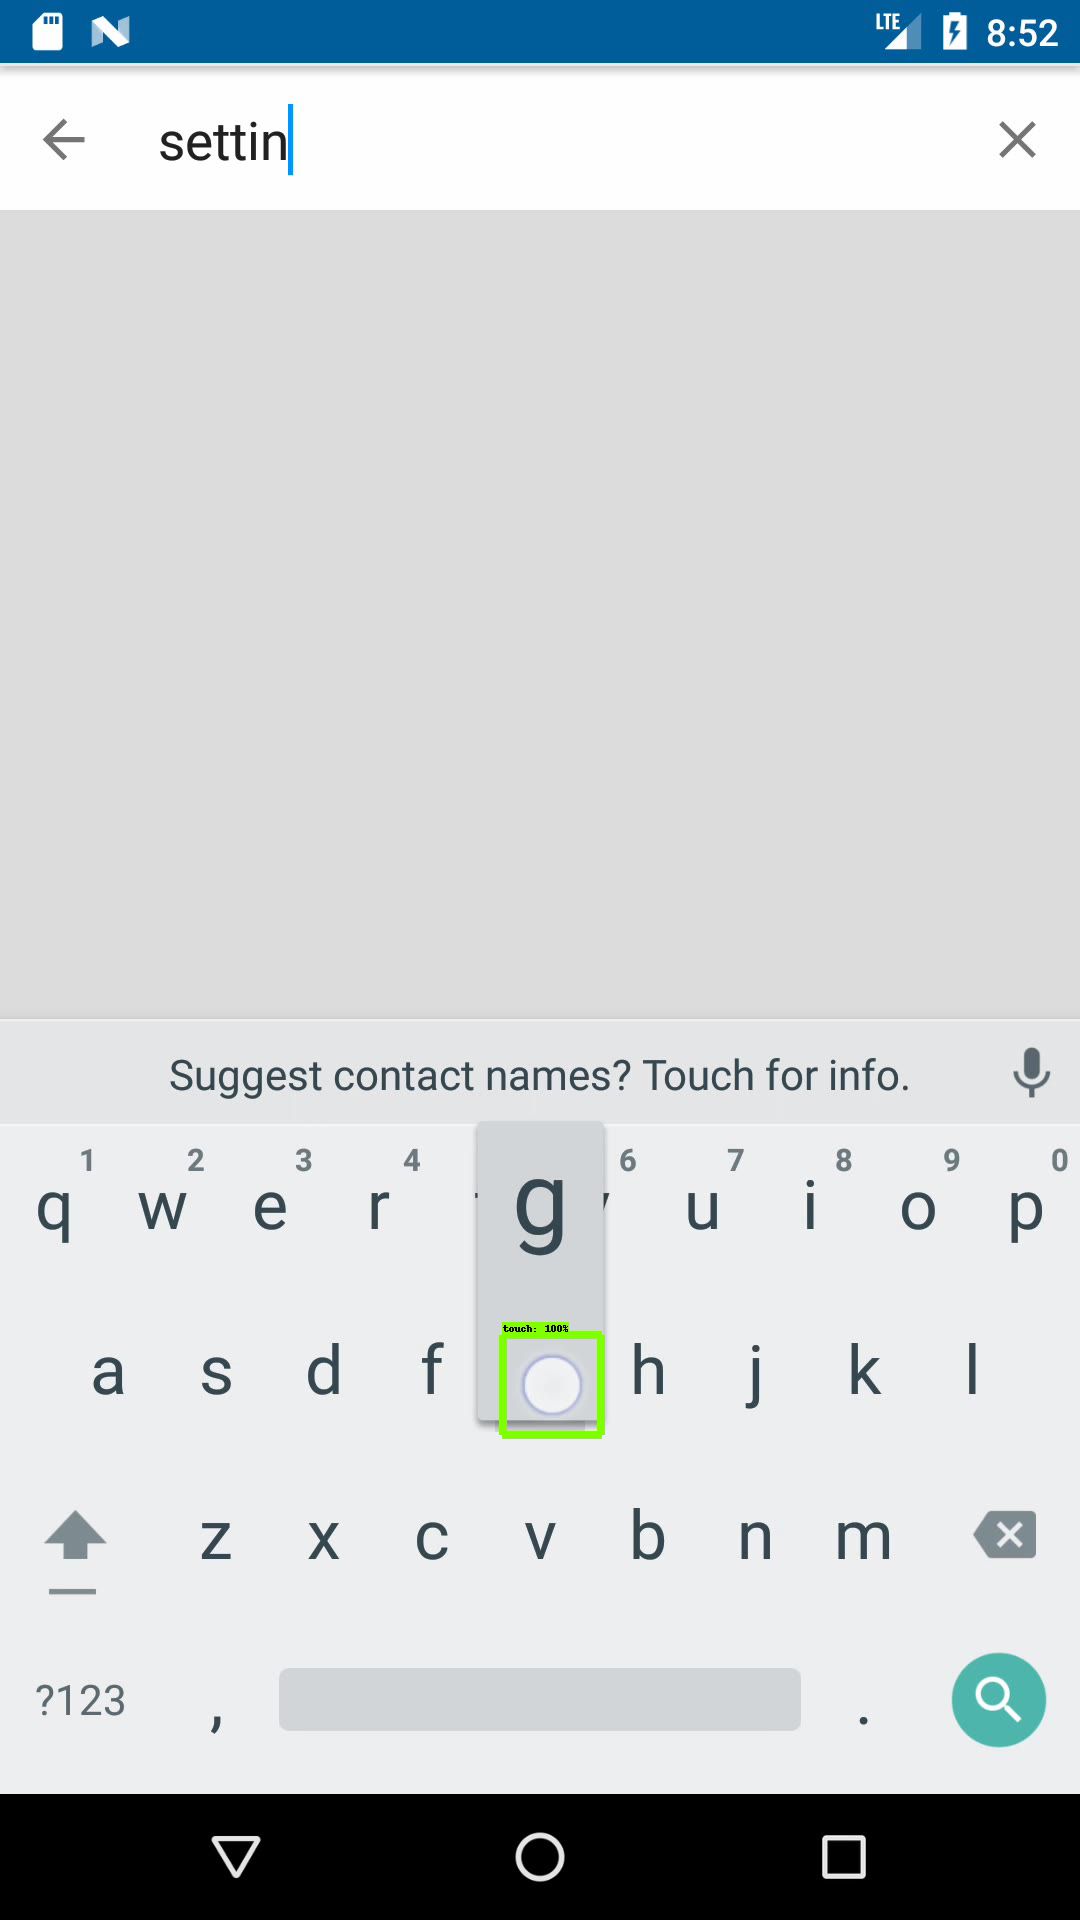 LTE 8:52
settin
Suggest contact names? Touch for info.
1 2 3 4 6 7 8 9 0
q w e r g u i o p
touch: 100%
a s d f h j k l
z x c v b n m
?123 , .